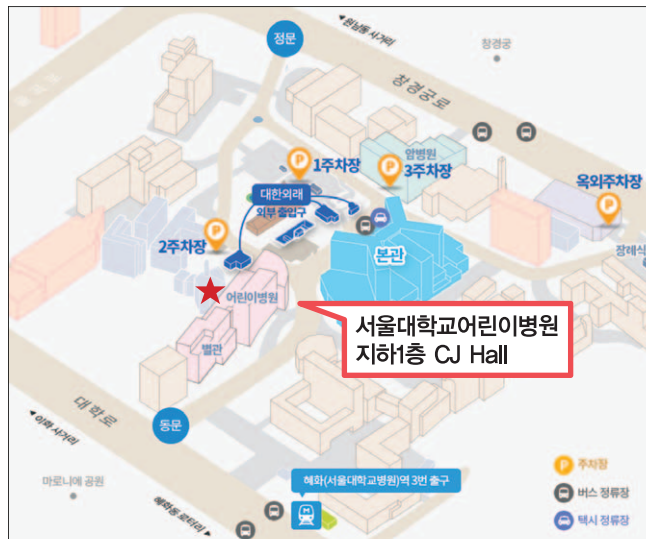 ◀원남동 사거리
정문
창경궁
창경궁로
1주차장
암병원
3주차장
대한외래
외부 출입구
옥외주차장
2주차장
본관
장례식
어린이병원
서울대학교어린이병원
지하1층 CJ Hall
별관
대학로
동문
◀이화 사거리
마로니에 공원
혜화(서울대학교병원)역 3번 출구
혜화동 로터리▶
P 주차장
버스 정류장
택시 정류장